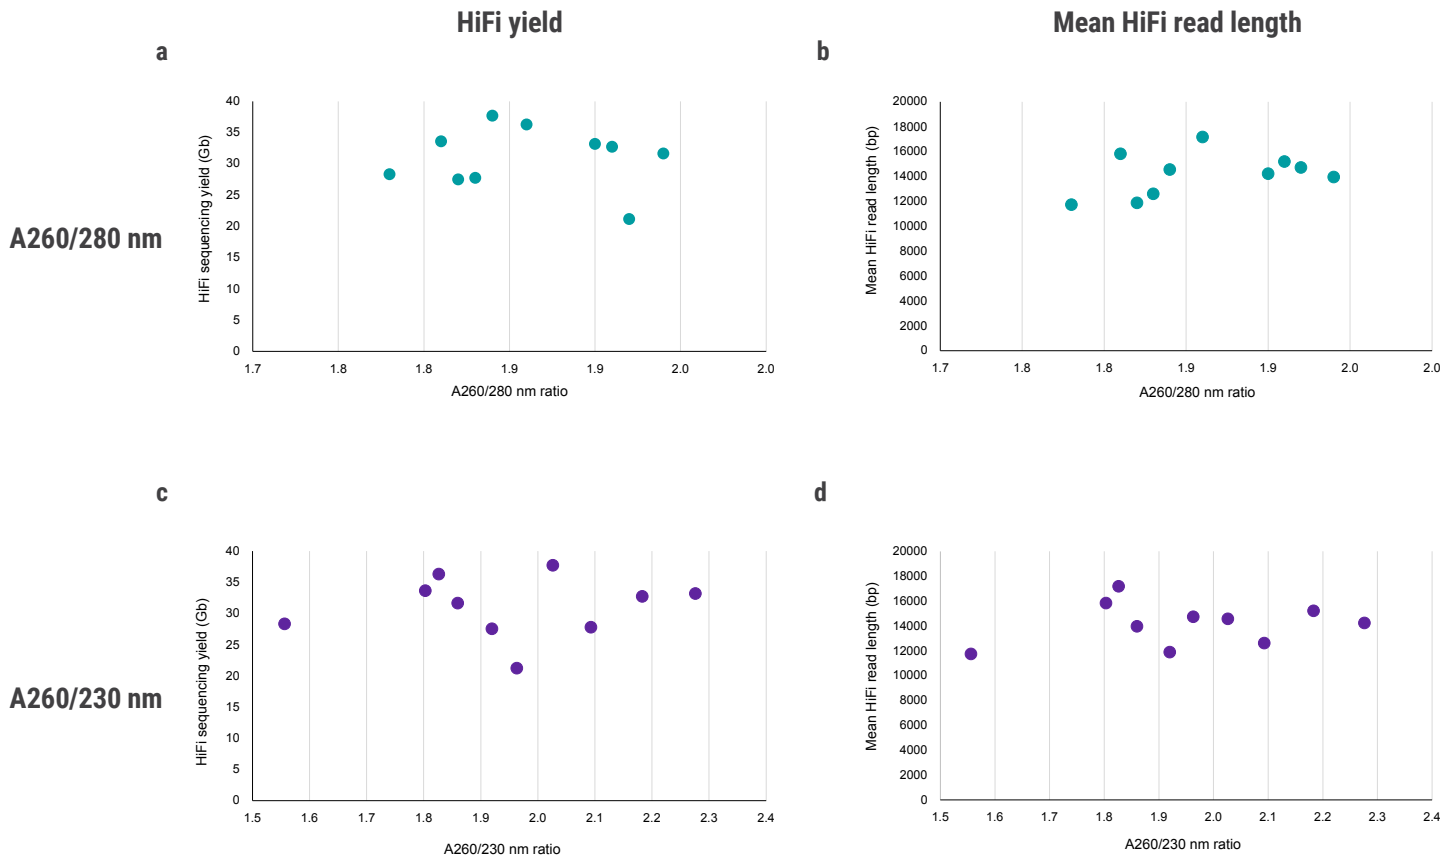 HiFi yield
Mean HiFi read length
a
b
A260/280 nm
HiFi sequencing yield (Gb)
40
35
30
25
20
15
10
5
0
1.7 1.8 1.8 1.9 1.9 2.0 2.0
A260/280 nm ratio
Mean HiFi read length (bp)
20000
18000
16000
14000
12000
10000
8000
6000
4000
2000
0
1.7 1.8 1.8 1.9 1.9 2.0 2.0
A260/280 nm ratio
c
d
A260/230 nm
HiFi sequencing yield (Gb)
40
35
30
25
20
15
10
5
0
1.5 1.6 1.7 1.8 1.9 2.0 2.1 2.2 2.3 2.4
A260/230 nm ratio
Mean HiFi read length (bp)
20000
18000
16000
14000
12000
10000
8000
6000
4000
2000
0
1.5 1.6 1.7 1.8 1.9 2.0 2.1 2.2 2.3 2.4
A260/230 nm ratio